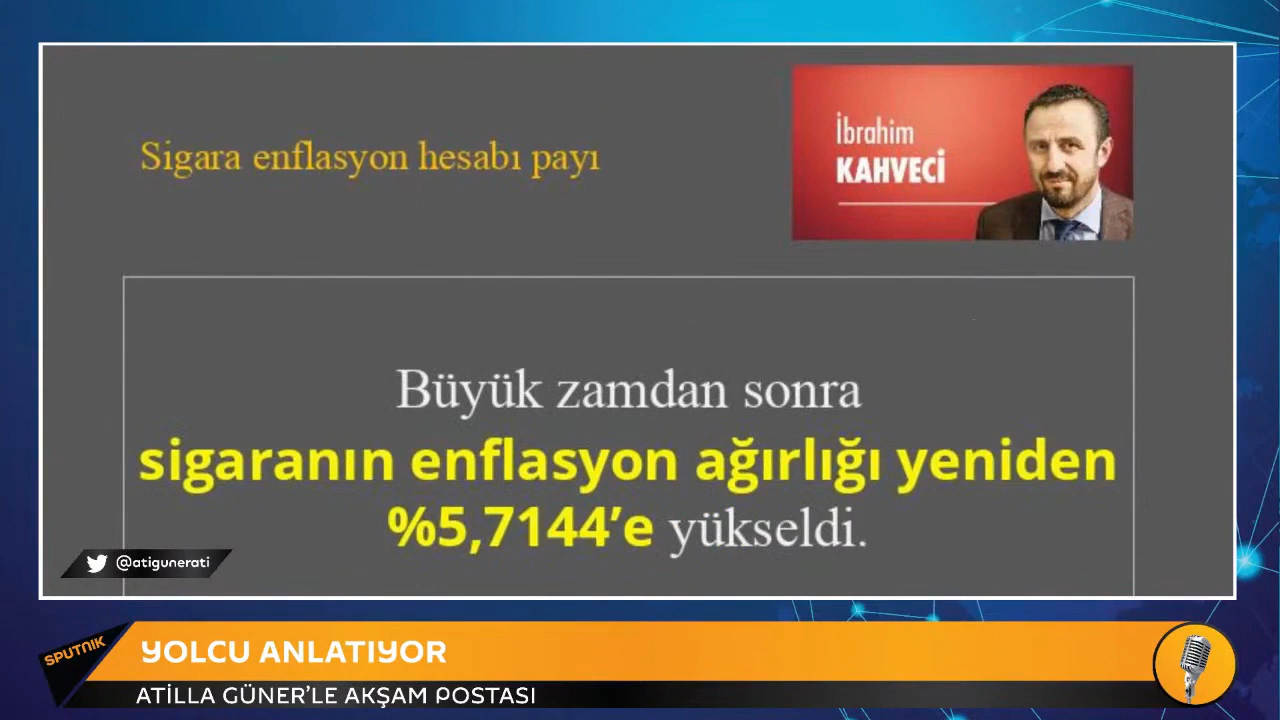 Sigara enflasyon hesabı payı
İbrahim
KAHVECİ
Büyük zamdan sonra
sigaranın enflasyon ağırlığı yeniden
%5,7144’e yükseldi.
@atigunerati
SPUTNIK
YOLCU ANLATIYOR
ATİLLA GÜNER’LE AKŞAM POSTASI